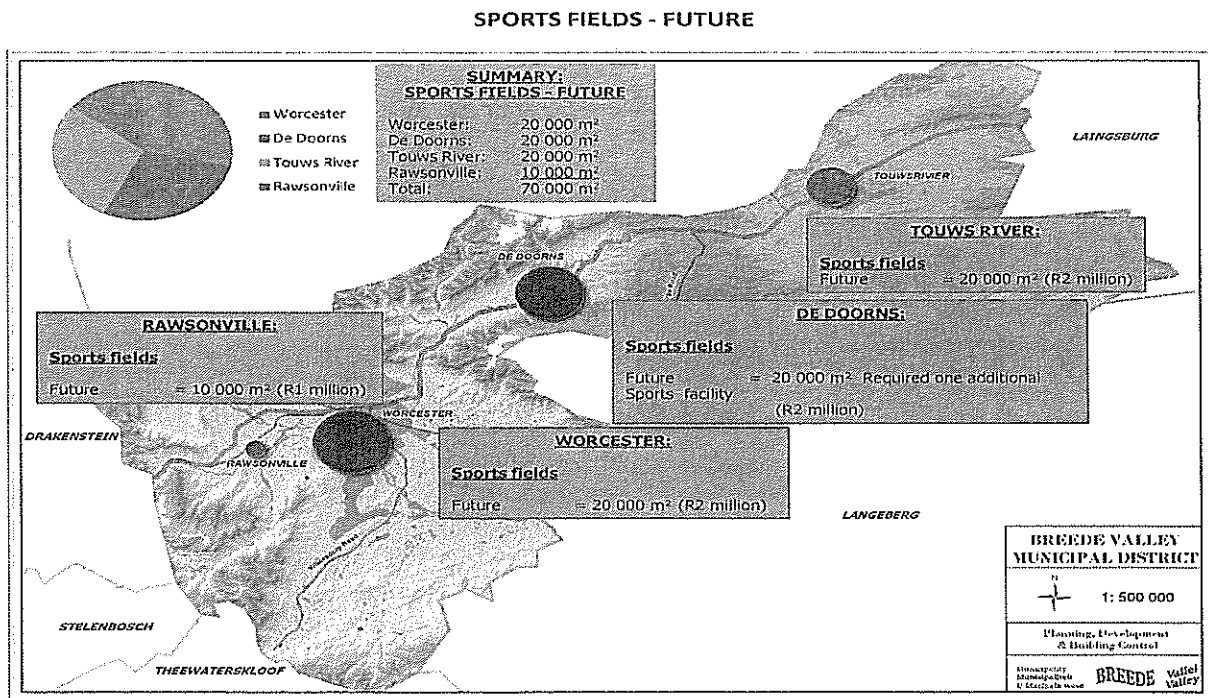 SPORTS FIELDS - FUTURE
Worcester
De Doorns
Touws River
Rawsonville
SUMMARY:
SPORTS FIELDS - FUTURE
Worcester: 20 000 m²
De Doorns: 20 000 m²
Touws River: 20 000 m²
Rawsonville: 10 000 m²
Total: 70 000 m²
LAINGSBURG
TOUWSRIVIER
TOUWS RIVER:
Sports fields
Future = 20 000 m² (R2 million)
DE DOORNS
DE DOORNS:
Sports fields
Future = 20 000 m² Required one additional
Sports facility
(R2 million)
RAWSONVILLE:
Sports fields
Future = 10 000 m² (R1 million)
WORCESTER
DRAKENSTEIN
RAWSONVILLE
WORCESTER:
Sports fields
Future = 20 000 m² (R2 million)
LANGEBERG
STELENBOSCH
THEEWATERSKLOOF
BREEDE VALLEY
MUNICIPAL DISTRICT
N
1: 500 000
Planning, Development
& Building Control
Municipality
Munisipaliteit
BREEDE
Vallei
Valley